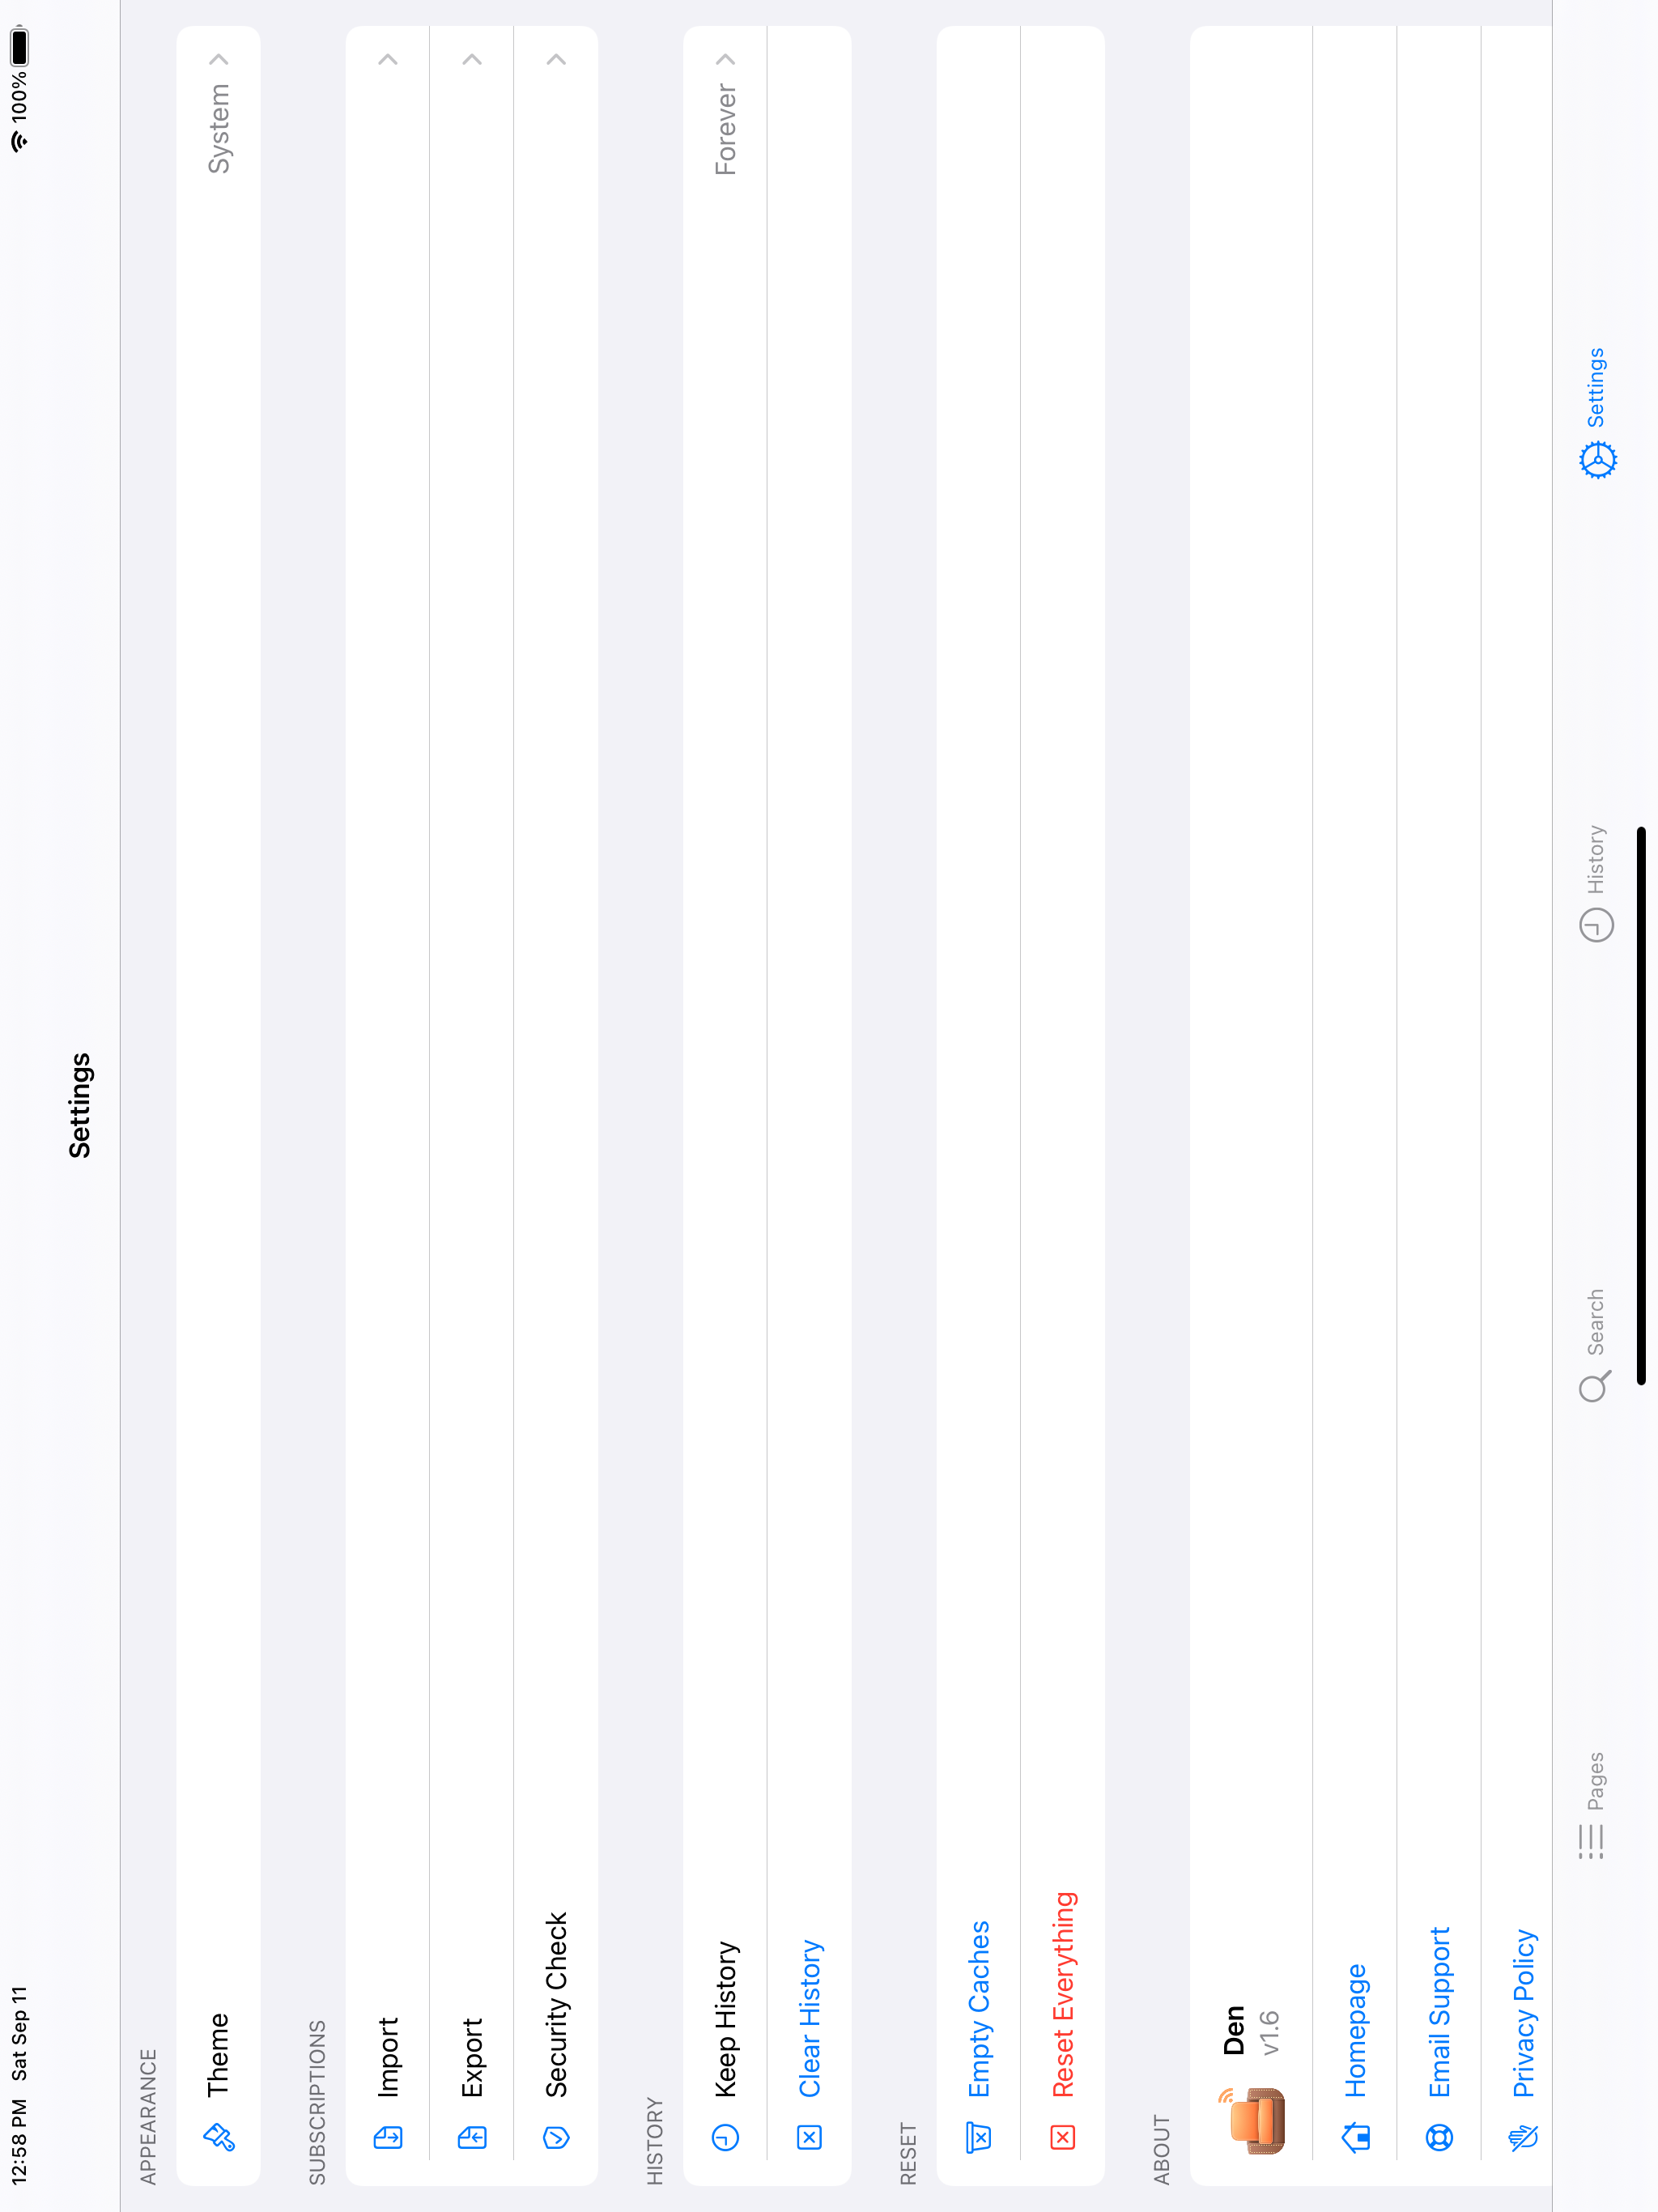 12:58 PM Sat Sep 11 100%
Settings
APPEARANCE
Theme System
SUBSCRIPTIONS
Import
Export
Security Check
HISTORY
Keep History Forever
Clear History
RESET
Empty Caches
Reset Everything
ABOUT
Den
v1.6
Homepage
Email Support
Privacy Policy
Pages Search History Settings